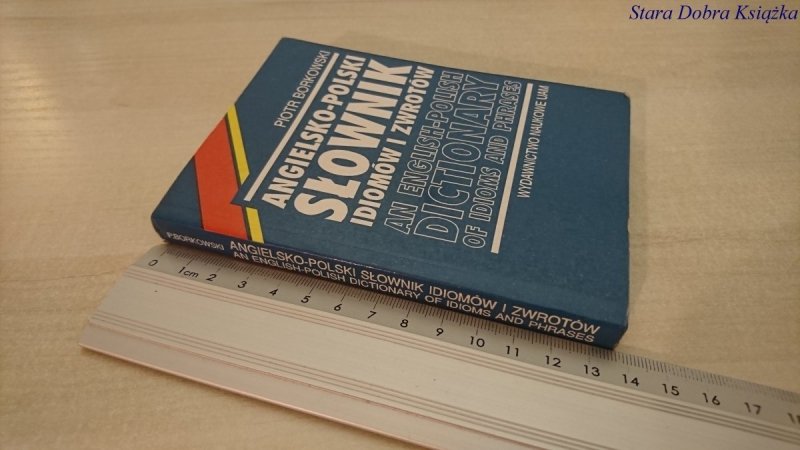 Stara Dobra Książka
PIOTR BORKOWSKI
ANGIELSKO-POLSKI
SŁOWNIK
IDIOMÓW I ZWROTÓW
AN ENGLISH-POLISH
DICTIONARY
OF IDIOMS AND PHRASES
WYDAWNICTWO NAUKOWE UAM
P.BORKOWSKI ANGIELSKO-POLSKI SŁOWNIK IDIOMÓW I ZWROTÓW
AN ENGLISH-POLISH DICTIONARY OF IDIOMS AND PHRASES
0 1cm 2 3 4 5 6 7 8 9 10 11 12 13 14 15 16 17 18